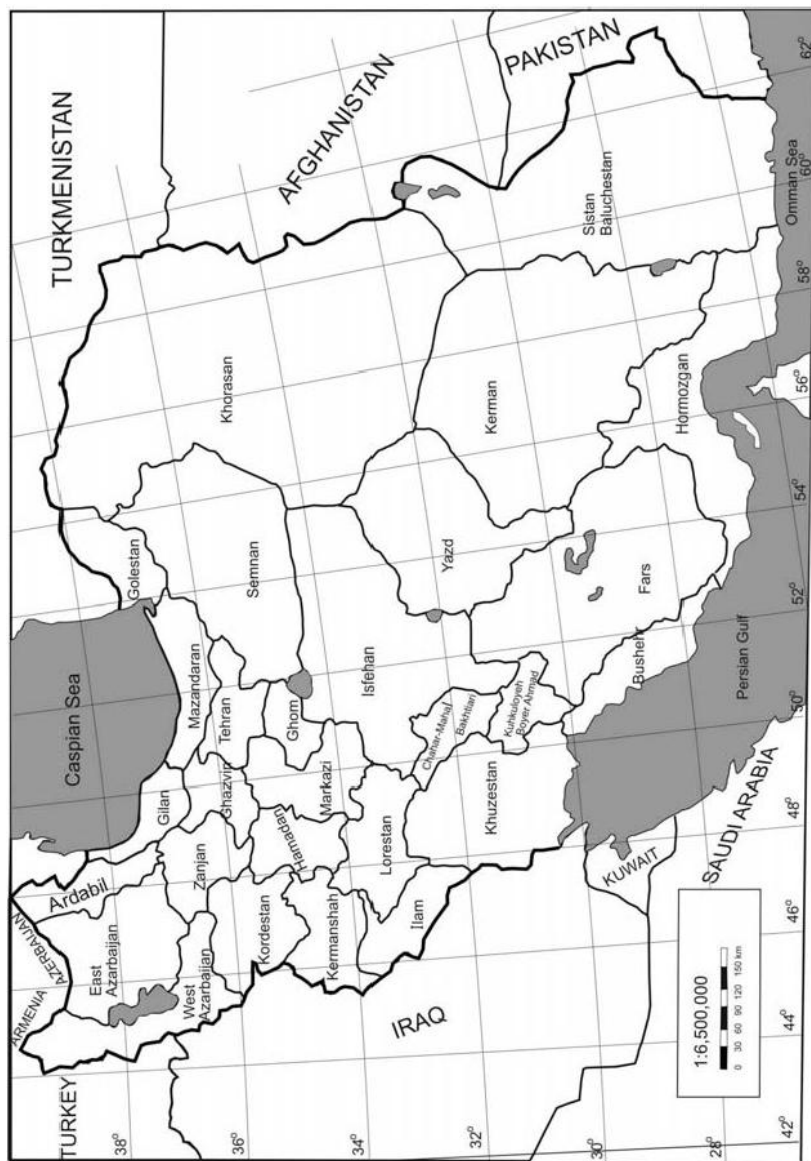 TURKMENISTAN
AFGHANISTAN
PAKISTAN
TURKEY
ARMENIA
AZERBAIJAN
IRAQ
KUWAIT
SAUDI ARABIA
Caspian Sea
Persian Gulf
Omman Sea
East
Azarbaijan
West
Azarbaijan
Ardabil
Gilan
Zanjan
Kordestan
Ghazvin
Hamadan
Kermanshah
Ilam
Lorestan
Markazi
Mazandaran
Tehran
Ghom
Golestan
Semnan
Khorasan
Isfehan
Yazd
Chahar-Mahal
Bakhtiari
Kuhkuloyeh
Boyer Ahmad
Khuzestan
Bushehr
Fars
Kerman
Hormozgan
Sistan
Baluchestan
38°
36°
34°
32°
30°
28°
42°
44°
46°
48°
50°
52°
54°
56°
58°
60°
62°
1:6,500,000
0 30 60 90 120 150 km